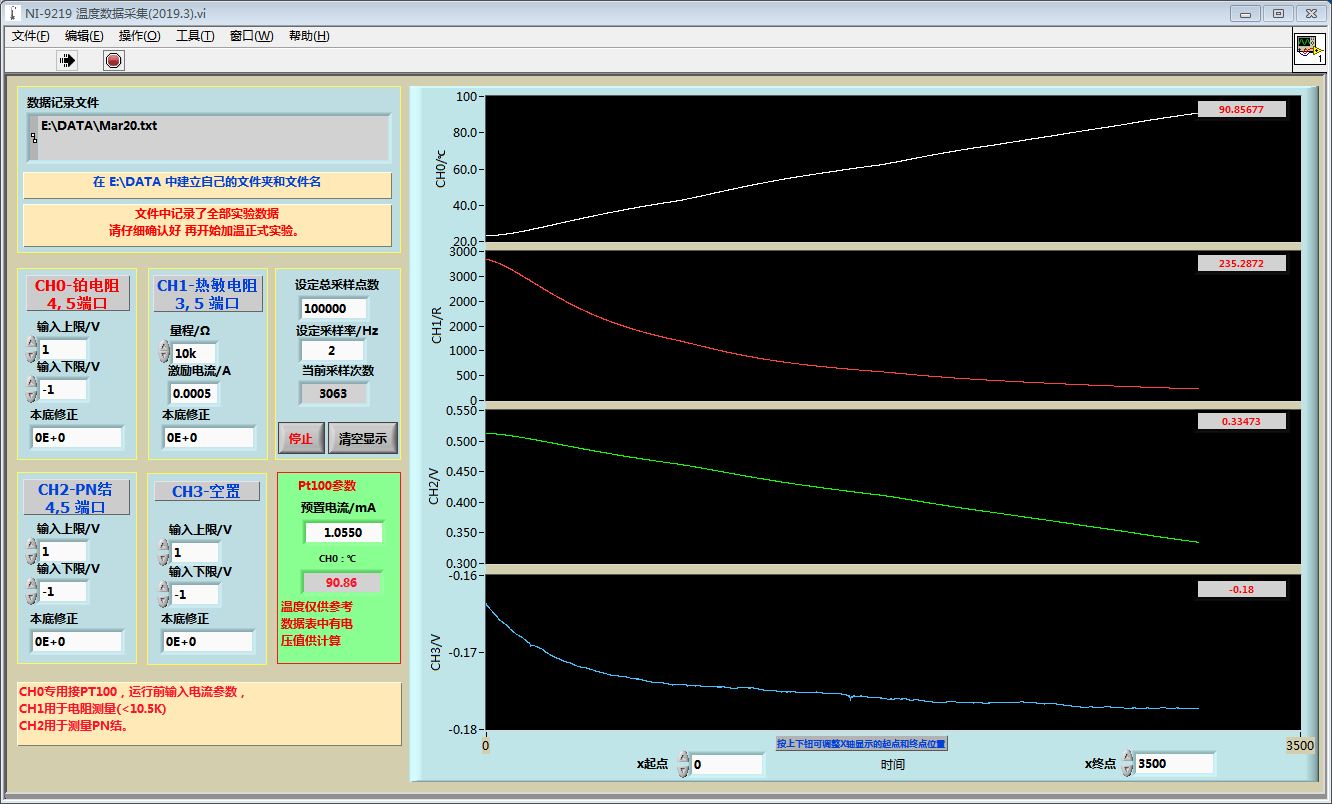 NI-9219 温度数据采集(2019.3).vi
文件(F) 编辑(E) 操作(O) 工具(T) 窗口(W) 帮助(H)
1
数据记录文件
E:\DATA\Mar20.txt
在 E:\DATA 中建立自己的文件夹和文件名
文件中记录了全部实验数据
请仔细确认好 再开始加温正式实验。
CH0-铂电阻
4, 5端口
输入上限/V
1
输入下限/V
-1
本底修正
0E+0
CH1-热敏电阻
3, 5 端口
量程/Ω
10k
激励电流/A
0.0005
本底修正
0E+0
设定总采样点数
100000
设定采样率/Hz
2
当前采样次数
3063
停止
清空显示
CH2-PN结
4,5 端口
输入上限/V
1
输入下限/V
-1
本底修正
0E+0
CH3-空置
输入上限/V
1
输入下限/V
-1
本底修正
0E+0
Pt100参数
预置电流/mA
1.0550
CH0：℃
90.86
温度仅供参考
数据表中有电
压值供计算
CH0专用接PT100，运行前输入电流参数，
CH1用于电阻测量(<10.5K)
CH2用于测量PN结。
CH0/℃
100
80.0
60.0
40.0
20.0
90.85677
CH1/R
3000
3000
2000
2000
1000
1000
500
0
235.2872
CH2/V
0.550
0.500
0.450
0.400
0.350
0.300
0.33473
CH3/V
-0.16
-0.17
-0.18
-0.18
0
3500
按上下钮可调整X轴显示的起点和终点位置
x起点
0
时间
x终点
3500